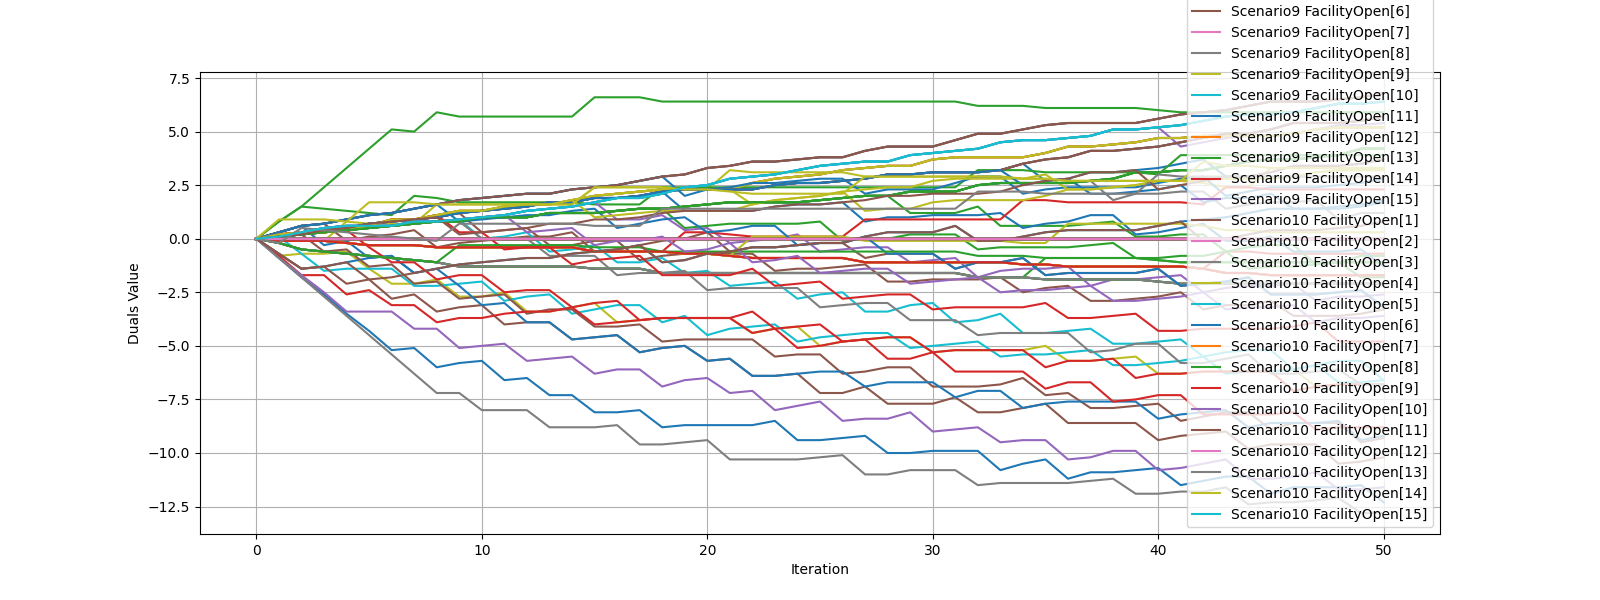 Scenario9 FacilityOpen[6]
Scenario9 FacilityOpen[7]
Scenario9 FacilityOpen[8]
Scenario9 FacilityOpen[9]
Scenario9 FacilityOpen[10]
Scenario9 FacilityOpen[11]
Scenario9 FacilityOpen[12]
Scenario9 FacilityOpen[13]
Scenario9 FacilityOpen[14]
Scenario9 FacilityOpen[15]
Scenario10 FacilityOpen[1]
Scenario10 FacilityOpen[2]
Scenario10 FacilityOpen[3]
Scenario10 FacilityOpen[4]
Scenario10 FacilityOpen[5]
Scenario10 FacilityOpen[6]
Scenario10 FacilityOpen[7]
Scenario10 FacilityOpen[8]
Scenario10 FacilityOpen[9]
Scenario10 FacilityOpen[10]
Scenario10 FacilityOpen[11]
Scenario10 FacilityOpen[12]
Scenario10 FacilityOpen[13]
Scenario10 FacilityOpen[14]
Scenario10 FacilityOpen[15]
7.5
5.0
2.5
0.0
−2.5
−5.0
−7.5
−10.0
−12.5
Duals Value
0 10 20 30 40 50
Iteration